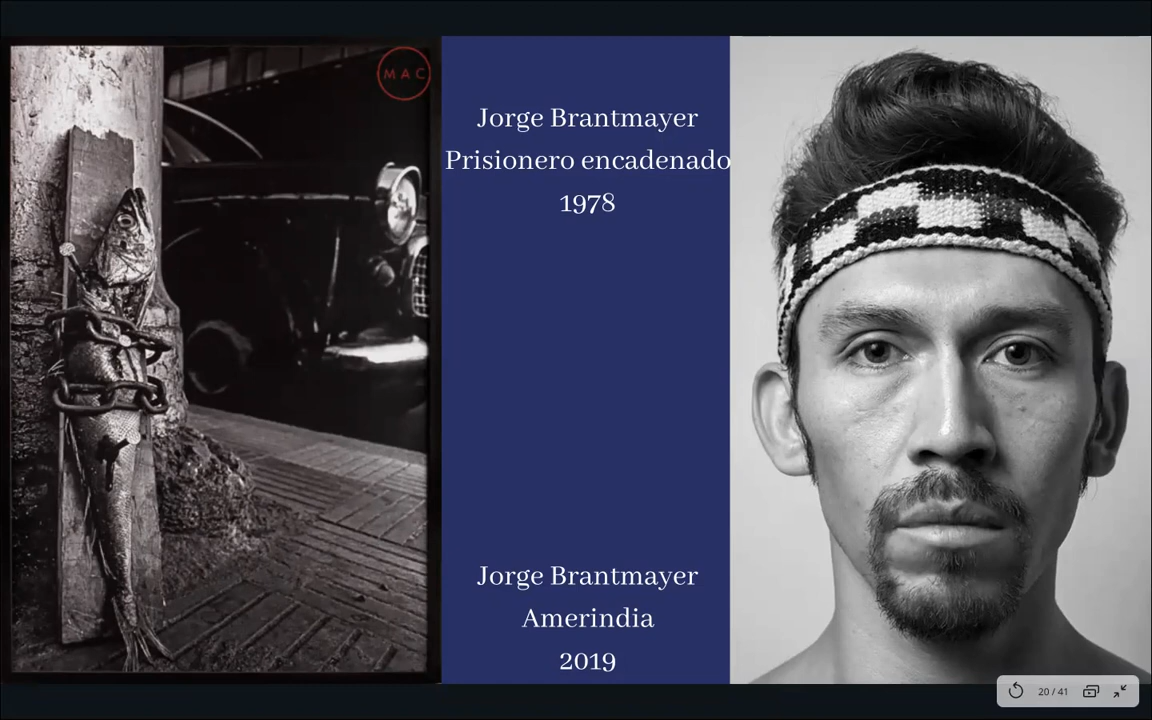 MAC
Jorge Brantmayer
Prisionero encadenado
1978
Jorge Brantmayer
Amerindia
2019
20 / 41